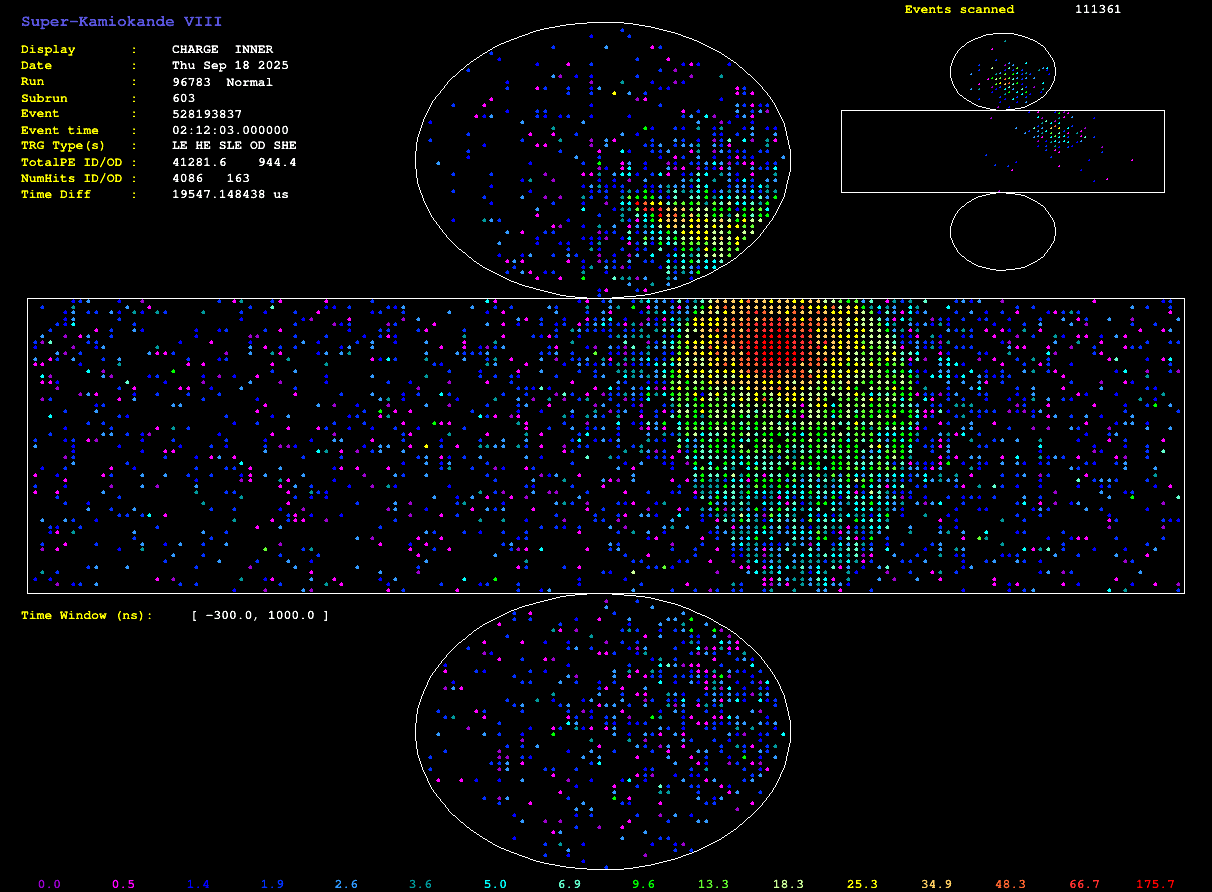 Super-Kamiokande VIII
Events scanned 111361
Display : CHARGE INNER
Date : Thu Sep 18 2025
Run : 96783 Normal
Subrun : 603
Event : 528193837
Event time : 02:12:03.000000
TRG Type(s) : LE HE SLE OD SHE
TotalPE ID/OD : 41281.6 944.4
NumHits ID/OD : 4086 163
Time Diff : 19547.148438 us
Time Window (ns): [ -300.0, 1000.0 ]
0.0 0.5 1.4 1.9 2.6 3.6 5.0 6.9 9.6 13.3 18.3 25.3 34.9 48.3 66.7 175.7